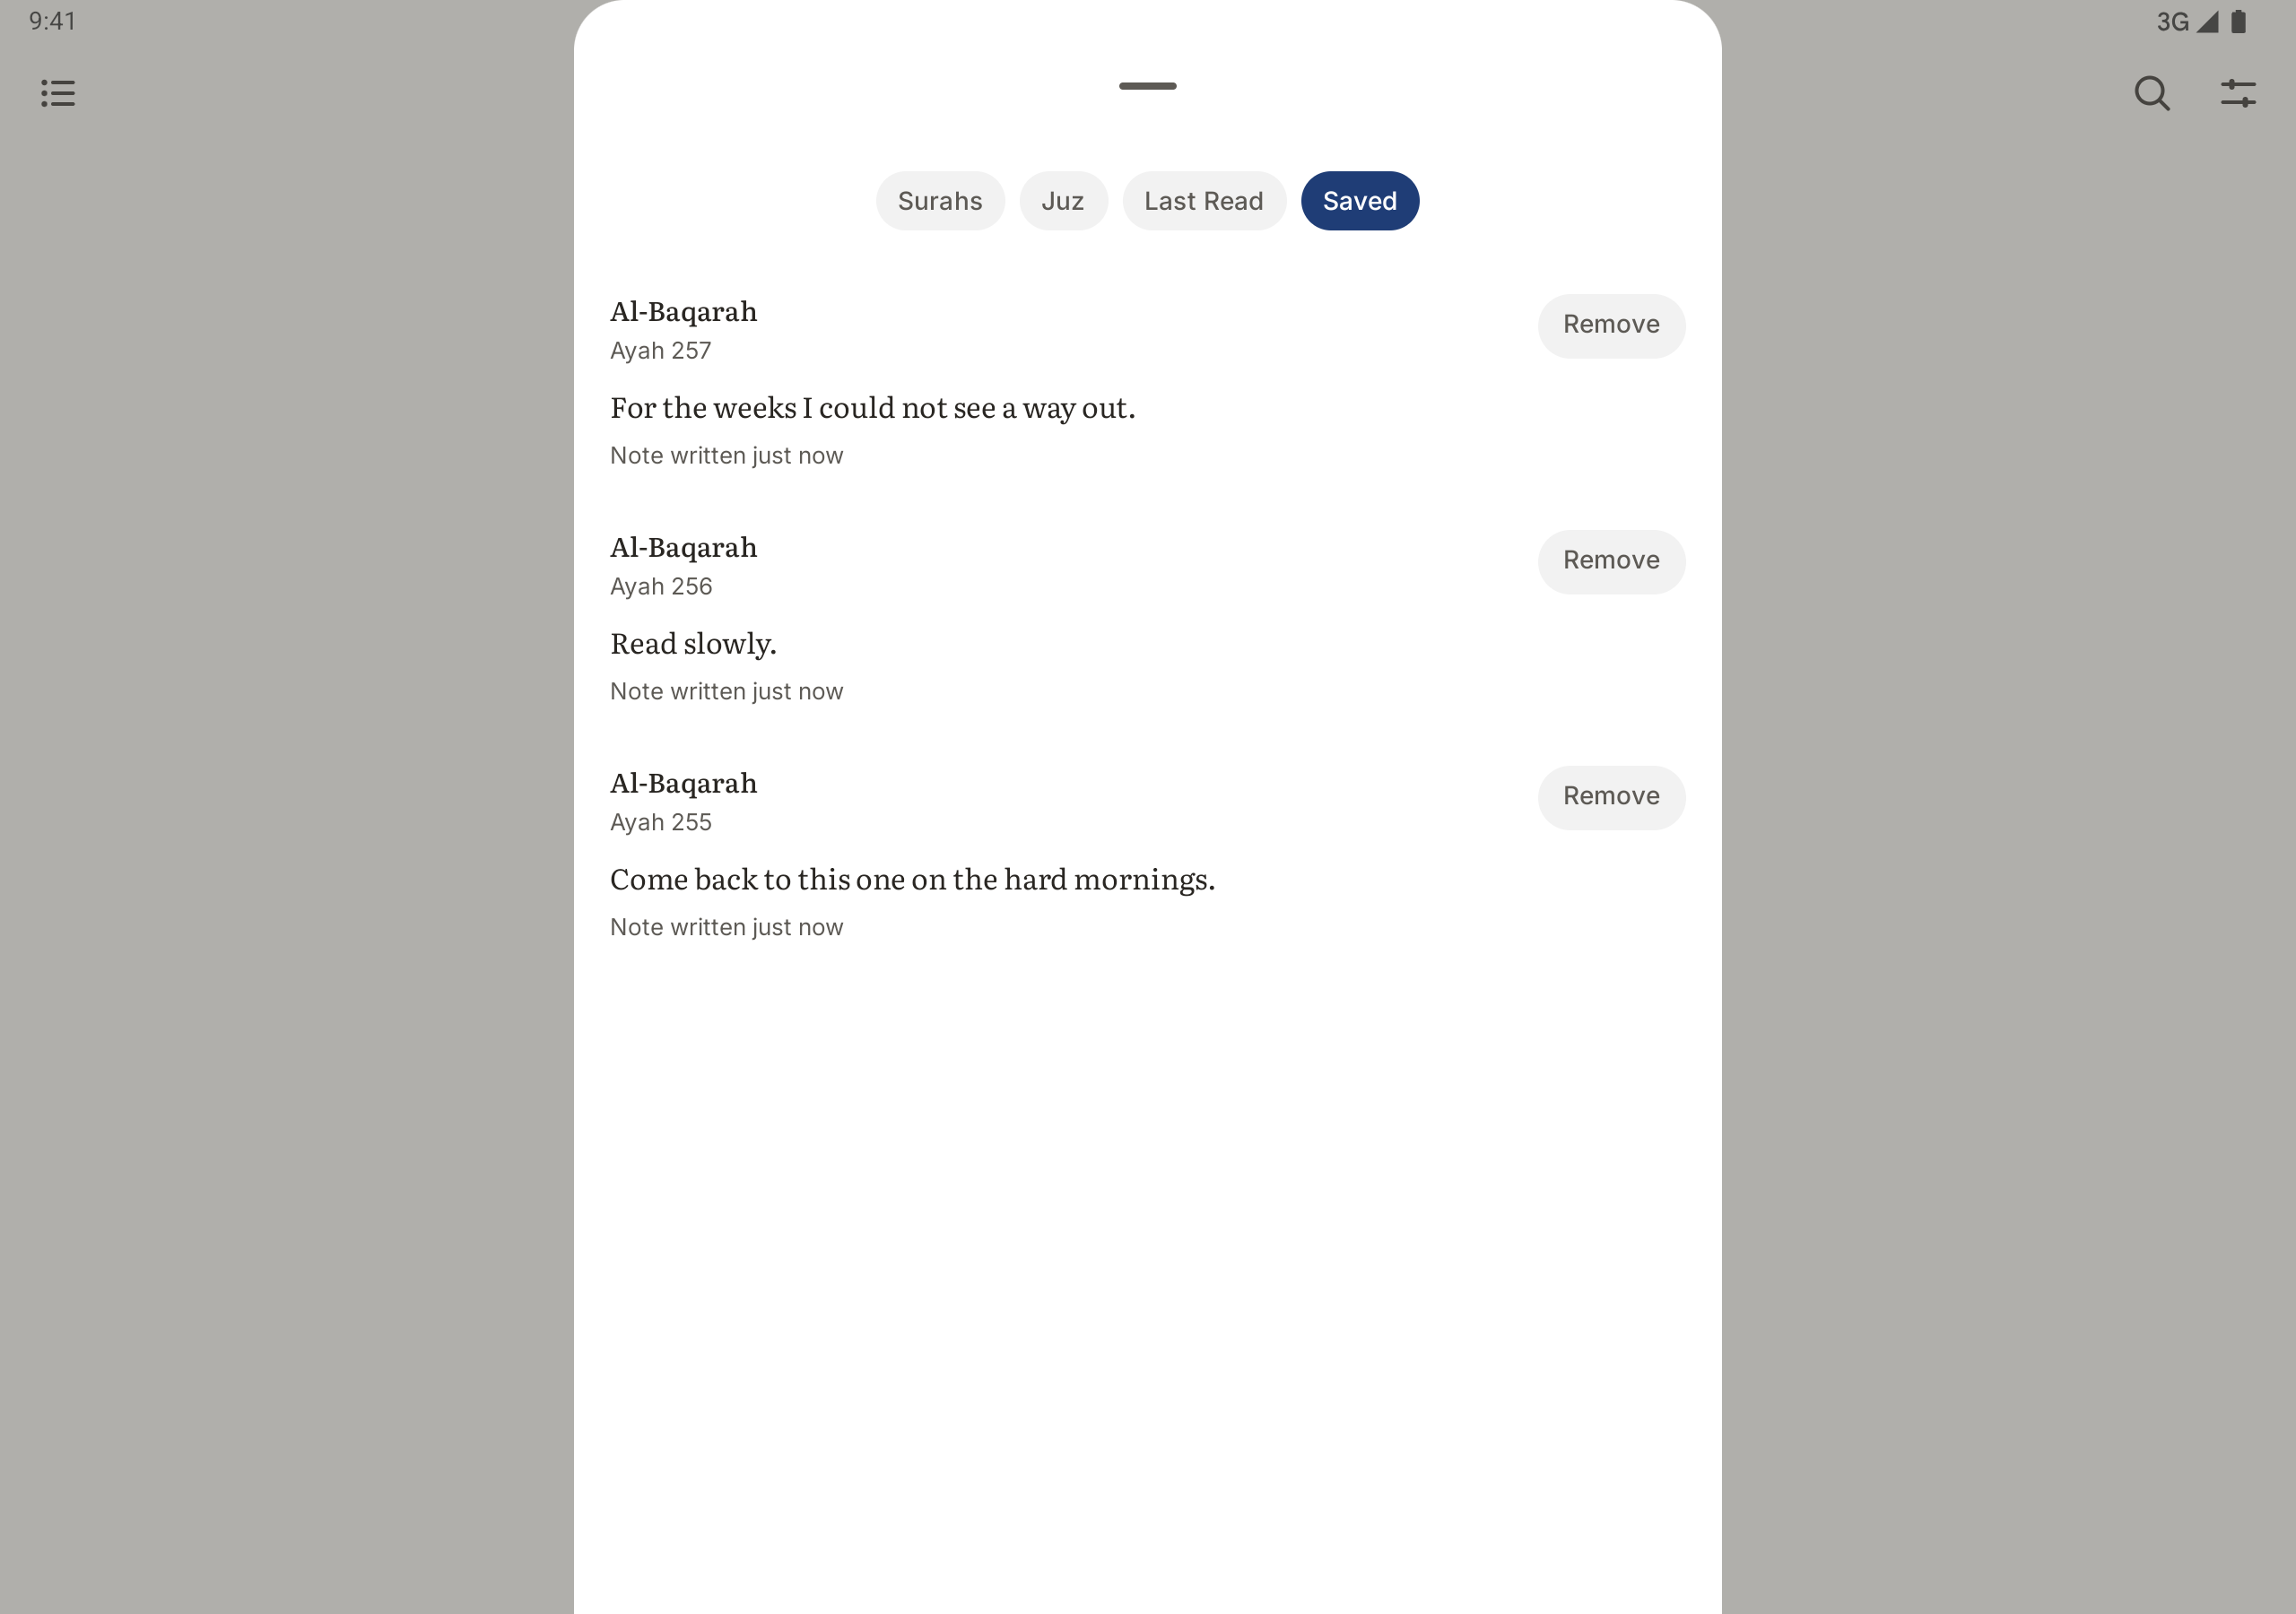 9:41
3G
Surahs
Juz
Last Read
Saved
Al-Baqarah
Remove
Ayah 257
For the weeks I could not see a way out.
Note written just now
Al-Baqarah
Remove
Ayah 256
Read slowly.
Note written just now
Al-Baqarah
Remove
Ayah 255
Come back to this one on the hard mornings.
Note written just now